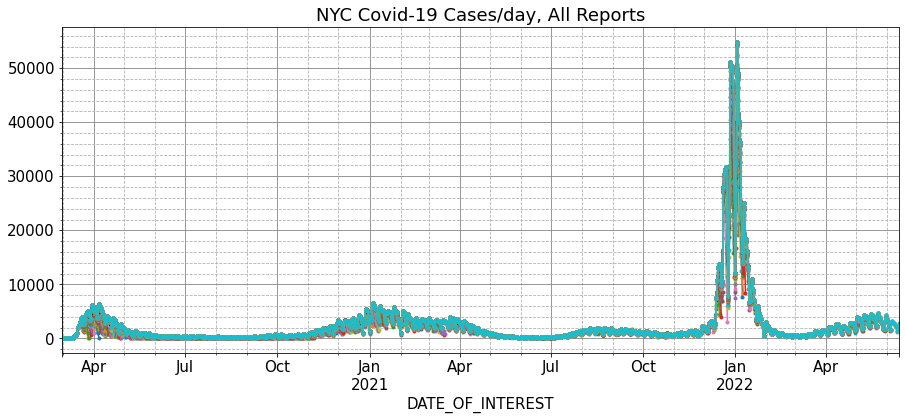 NYC Covid-19 Cases/day, All Reports
50000
40000
30000
20000
10000
0
Apr Jul Oct Jan Apr Jul Oct Jan Apr
2021 2022
DATE_OF_INTEREST